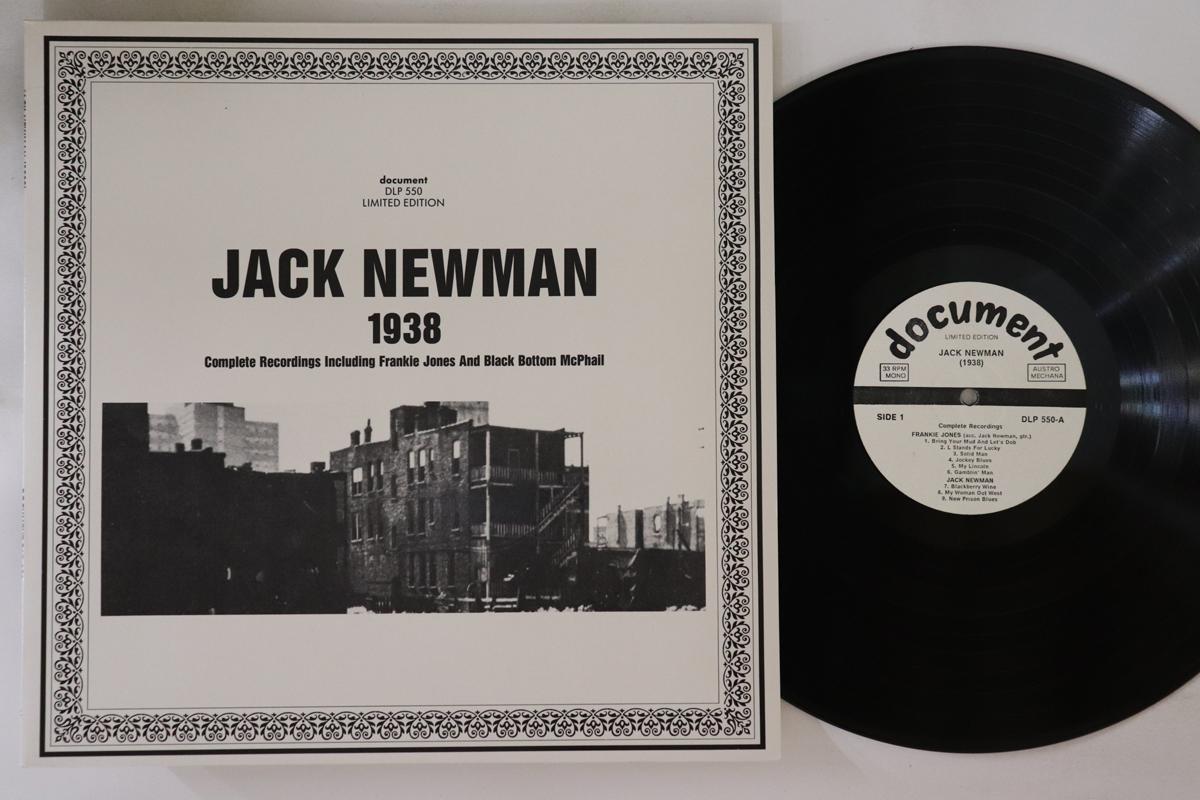 document
DLP 550
LIMITED EDITION
JACK NEWMAN
1938
Complete Recordings Including Frankie Jones And Black Bottom McPhail
document
LIMITED EDITION
JACK NEWMAN
(1938)
33 RPM
MONO
AUSTRO
MECHANA
SIDE 1
DLP 550-A
Complete Recordings
FRANKIE JONES (acc. Jack Newman, gtr.)
1. Bring Your Mud And Let's Dob
2. L Stands For Lucky
3. Solid Man
4. Jockey Blues
5. My Lincoln
6. Gamblin' Man
JACK NEWMAN
7. Blackberry Wine
8. My Woman Out West
9. New Prison Blues